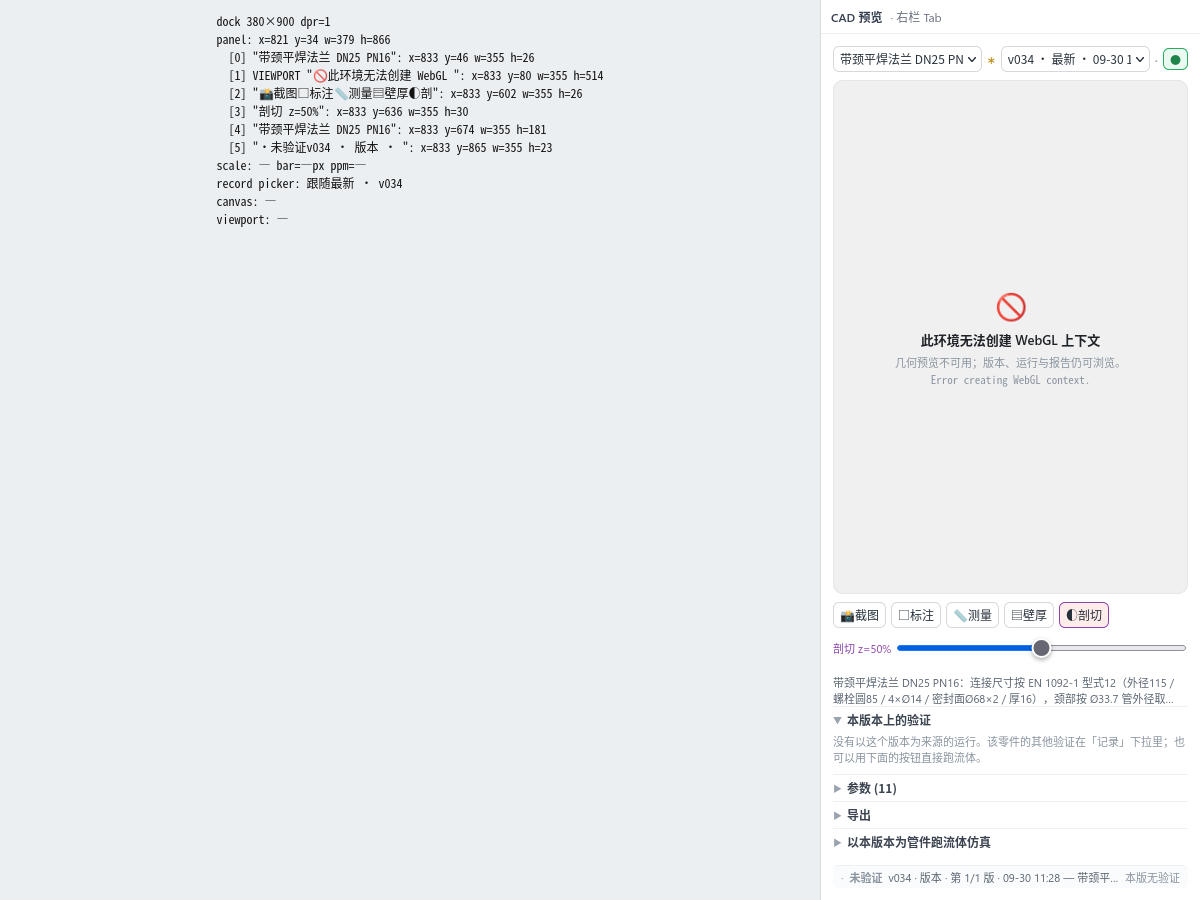 dock 380×900 dpr=1
panel: x=821 y=34 w=379 h=866
[0] "带颈平焊法兰 DN25 PN16": x=833 y=46 w=355 h=26
[1] VIEWPORT "🚫此环境无法创建 WebGL ": x=833 y=80 w=355 h=514
[2] "📸截图☐标注📏测量▤壁厚◐剖": x=833 y=602 w=355 h=26
[3] "剖切 z=50%": x=833 y=636 w=355 h=30
[4] "带颈平焊法兰 DN25 PN16": x=833 y=674 w=355 h=181
[5] "·未验证v034 · 版本 · ": x=833 y=865 w=355 h=23
scale: — bar=—px ppm=—
record picker: 跟随最新 · v034
canvas: —
viewport: —
CAD 预览 · 右栏 Tab
带颈平焊法兰 DN25 PN * v034 · 最新 · 09-30 1 ·
此环境无法创建 WebGL 上下文
几何预览不可用；版本、运行与报告仍可浏览。
Error creating WebGL context.
📸截图 ☐标注 📏测量 ▤壁厚 ◐剖切
剖切 z=50%
带颈平焊法兰 DN25 PN16：连接尺寸按 EN 1092-1 型式12（外径115 /
螺栓圆85 / 4×Ø14 / 密封面Ø68×2 / 厚16），颈部按 Ø33.7 管外径取...
▼ 本版本上的验证
没有以这个版本为来源的运行。该零件的其他验证在「记录」下拉里；也
可以用下面的按钮直接跑流体。
▶ 参数 (11)
▶ 导出
▶ 以本版本为管件跑流体仿真
· 未验证 v034 · 版本 · 第 1/1 版 · 09-30 11:28 — 带颈平... 本版无验证